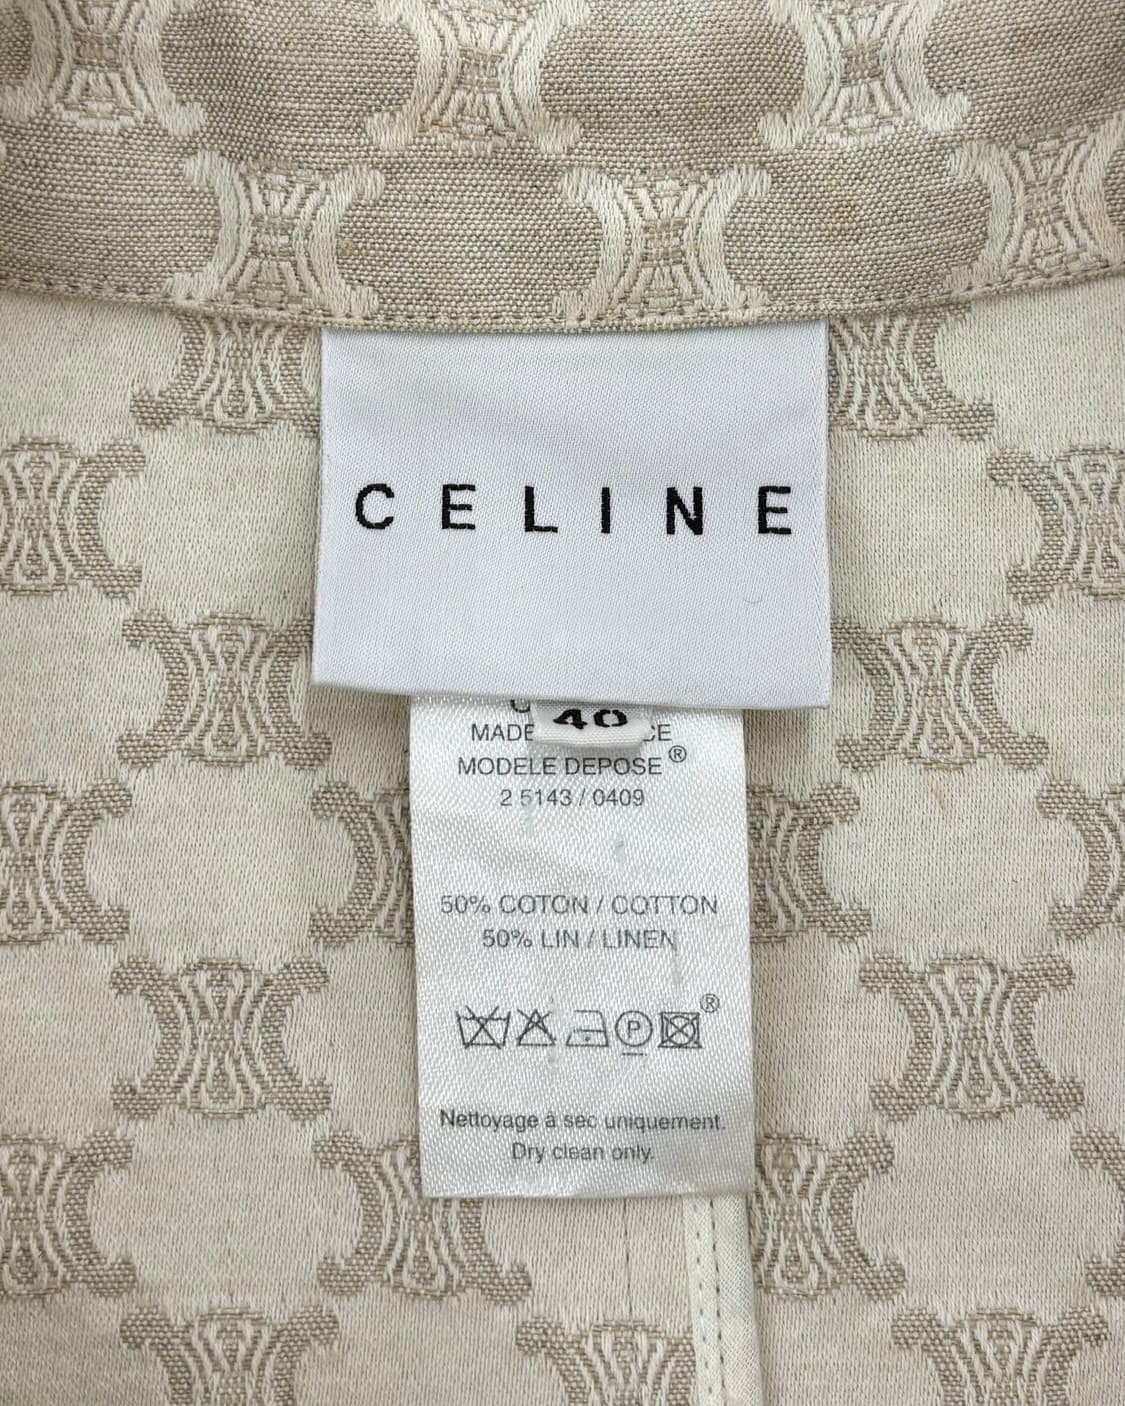 CELINE
40
MADE CE
MODELE DEPOSE®
2 5143 / 0409
50% COTON / COTTON
50% LIN / LINEN
P ®
Nettoyage à sec uniquement.
Dry clean only.